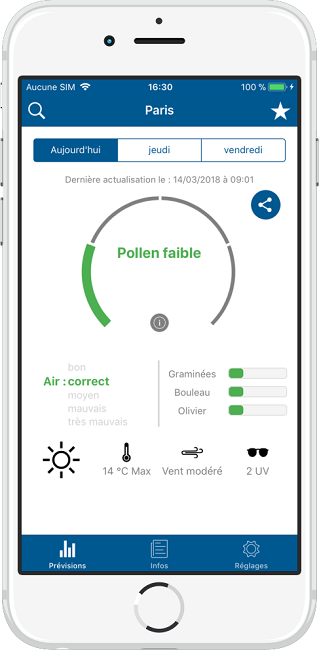 Aucune SIM 16:30 100 %
Paris
Aujourd'hui jeudi vendredi
Dernière actualisation le : 14/03/2018 à 09:01
Pollen faible
i
bon
Air : correct
moyen
mauvais
très mauvais
Graminées
Bouleau
Olivier
14 °C Max Vent modéré 2 UV
Prévisions Infos Réglages